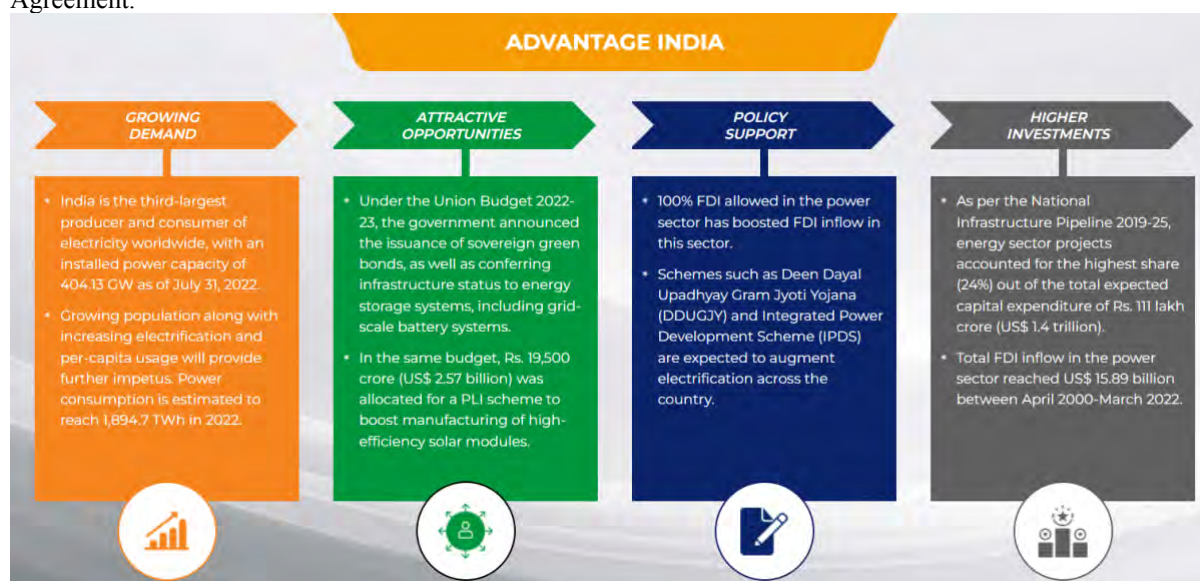 Agreement.
ADVANTAGE INDIA
GROWING
DEMAND
• India is the third-largest
producer and consumer of
electricity worldwide, with an
installed power capacity of
404.13 GW as of July 31, 2022.
• Growing population along with
increasing electrification and
per-capita usage will provide
further impetus. Power
consumption is estimated to
reach 1,894.7 TWh in 2022.
ATTRACTIVE
OPPORTUNITIES
• Under the Union Budget 2022-
23, the government announced
the issuance of sovereign green
bonds, as well as conferring
infrastructure status to energy
storage systems, including grid-
scale battery systems.
• In the same budget, Rs. 19,500
crore (US$ 2.57 billion) was
allocated for a PLI scheme to
boost manufacturing of high-
efficiency solar modules.
POLICY
SUPPORT
• 100% FDI allowed in the power
sector has boosted FDI inflow in
this sector.
• Schemes such as Deen Dayal
Upadhyay Gram Jyoti Yojana
(DDUGJY) and Integrated Power
Development Scheme (IPDS)
are expected to augment
electrification across the
country.
HIGHER
INVESTMENTS
• As per the National
Infrastructure Pipeline 2019-25,
energy sector projects
accounted for the highest share
(24%) out of the total expected
capital expenditure of Rs. 111 lakh
crore (US$ 1.4 trillion).
• Total FDI inflow in the power
sector reached US$ 15.89 billion
between April 2000-March 2022.